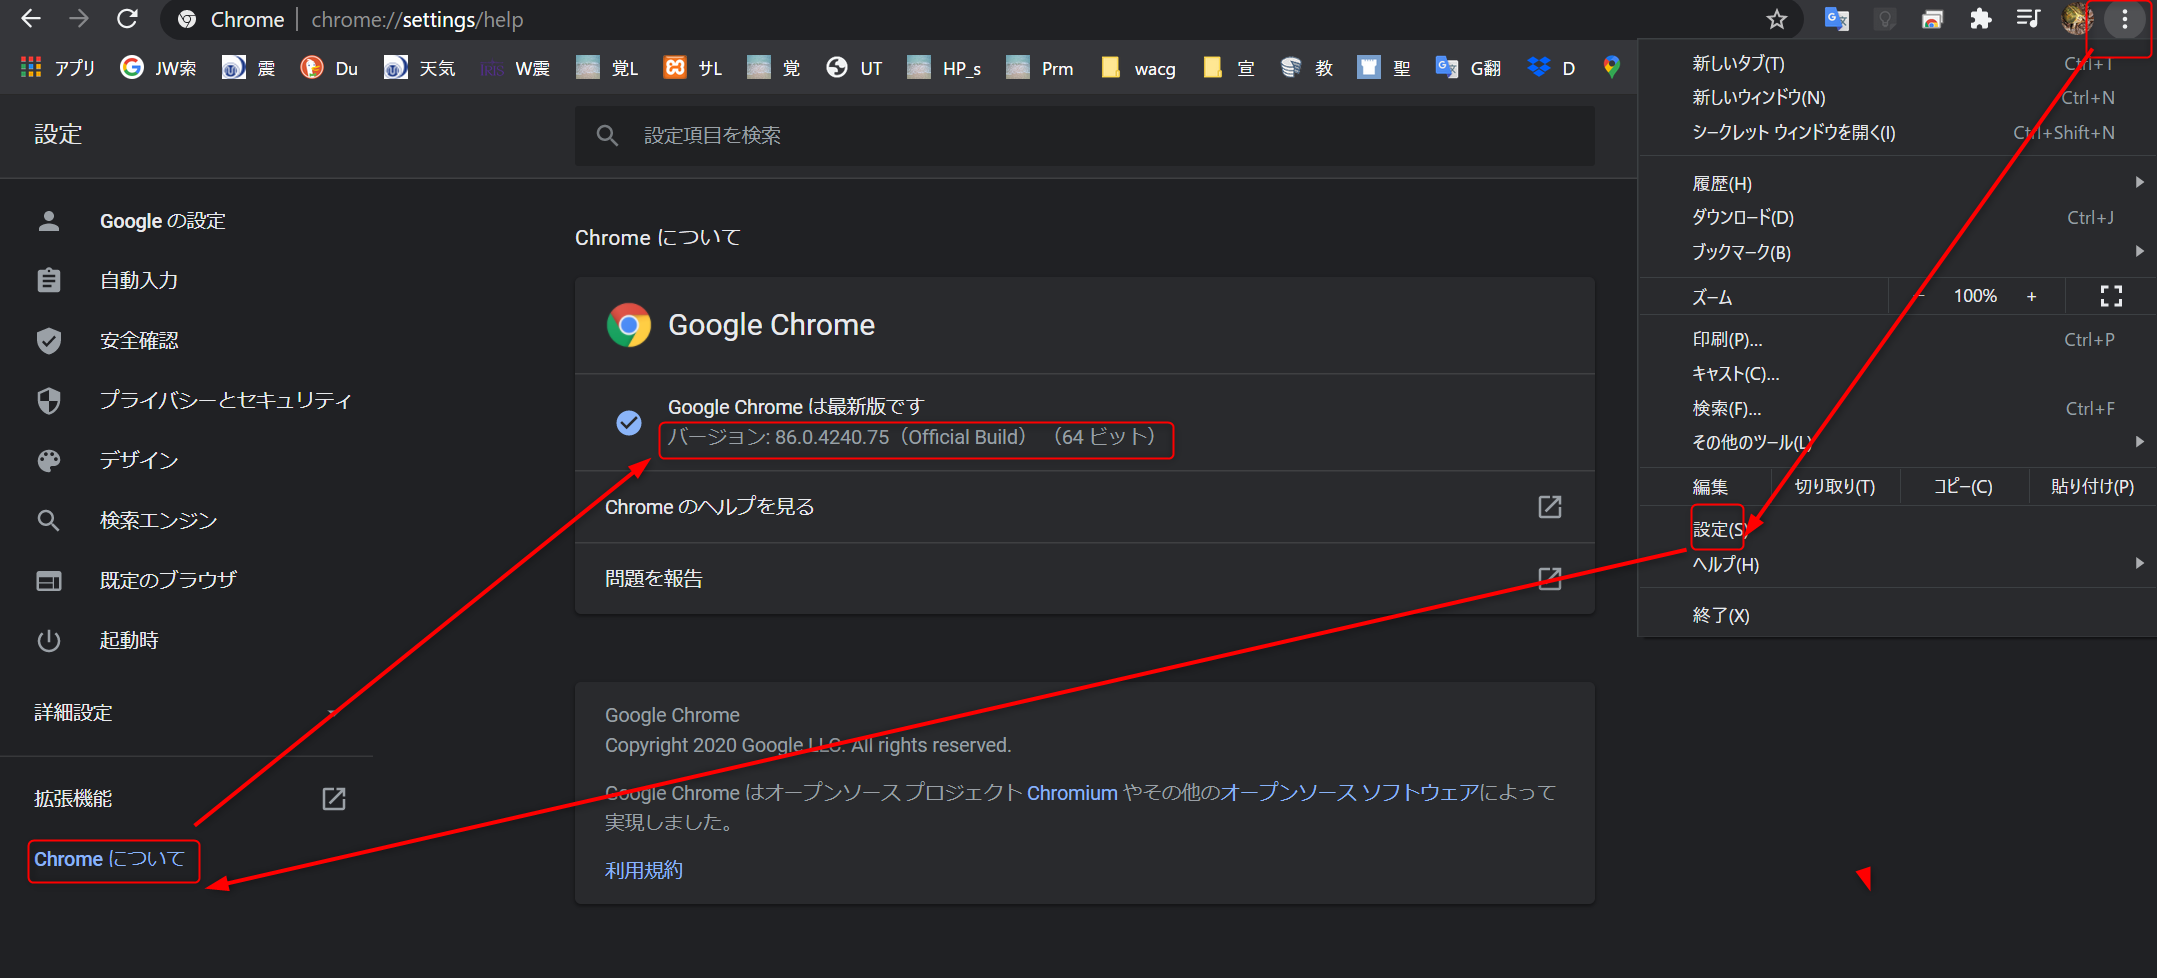 Chrome | chrome://settings/help
アプリ JW索 震 Du 天気 W震 覚L サL 覚 UT HP_s Prm wacg 宣 教 聖 G翻 D
設定
設定項目を検索
Google の設定
自動入力
安全確認
プライバシーとセキュリティ
デザイン
検索エンジン
既定のブラウザ
起動時
詳細設定
拡張機能
Chrome について
Chrome について
Google Chrome
Google Chrome は最新版です
バージョン: 86.0.4240.75（Official Build） （64 ビット）
Chrome のヘルプを見る
問題を報告
Google Chrome
Copyright 2020 Google LLC. All rights reserved.
Google Chrome はオープンソース プロジェクト Chromium やその他のオープンソース ソフトウェアによって
実現しました。
利用規約
新しいタブ(T) Ctrl+T
新しいウィンドウ(N) Ctrl+N
シークレット ウィンドウを開く(I) Ctrl+Shift+N
履歴(H)
ダウンロード(D) Ctrl+J
ブックマーク(B)
ズーム - 100% +
印刷(P)... Ctrl+P
キャスト(C)...
検索(F)... Ctrl+F
その他のツール(L)
編集 切り取り(T) コピー(C) 貼り付け(P)
設定(S)
ヘルプ(H)
終了(X)